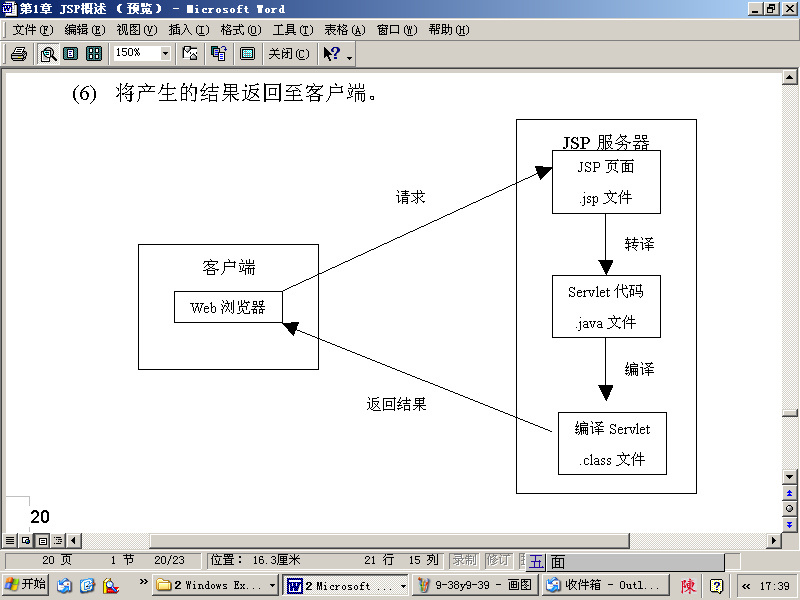 第1章 JSP概述 (预览) - Microsoft Word
文件(F) 编辑(E) 视图(V) 插入(I) 格式(O) 工具(T) 表格(A) 窗口(W) 帮助(H)
150% 关闭(C)
(6) 将产生的结果返回至客户端。
JSP 服务器
JSP 页面
.jsp 文件
请求
转译
客户端
Web 浏览器
Servlet 代码
.java 文件
编译
返回结果
编译 Servlet
.class 文件
20
20 页 1 节 20/23 位置: 16.3厘米 21 行 15 列 录制 修订 五 面
开始 » 2 Windows Ex... 2 Microsoft ... 9-38y9-39 - 画图 收件箱 - Outl... 陳 ? « 17:39